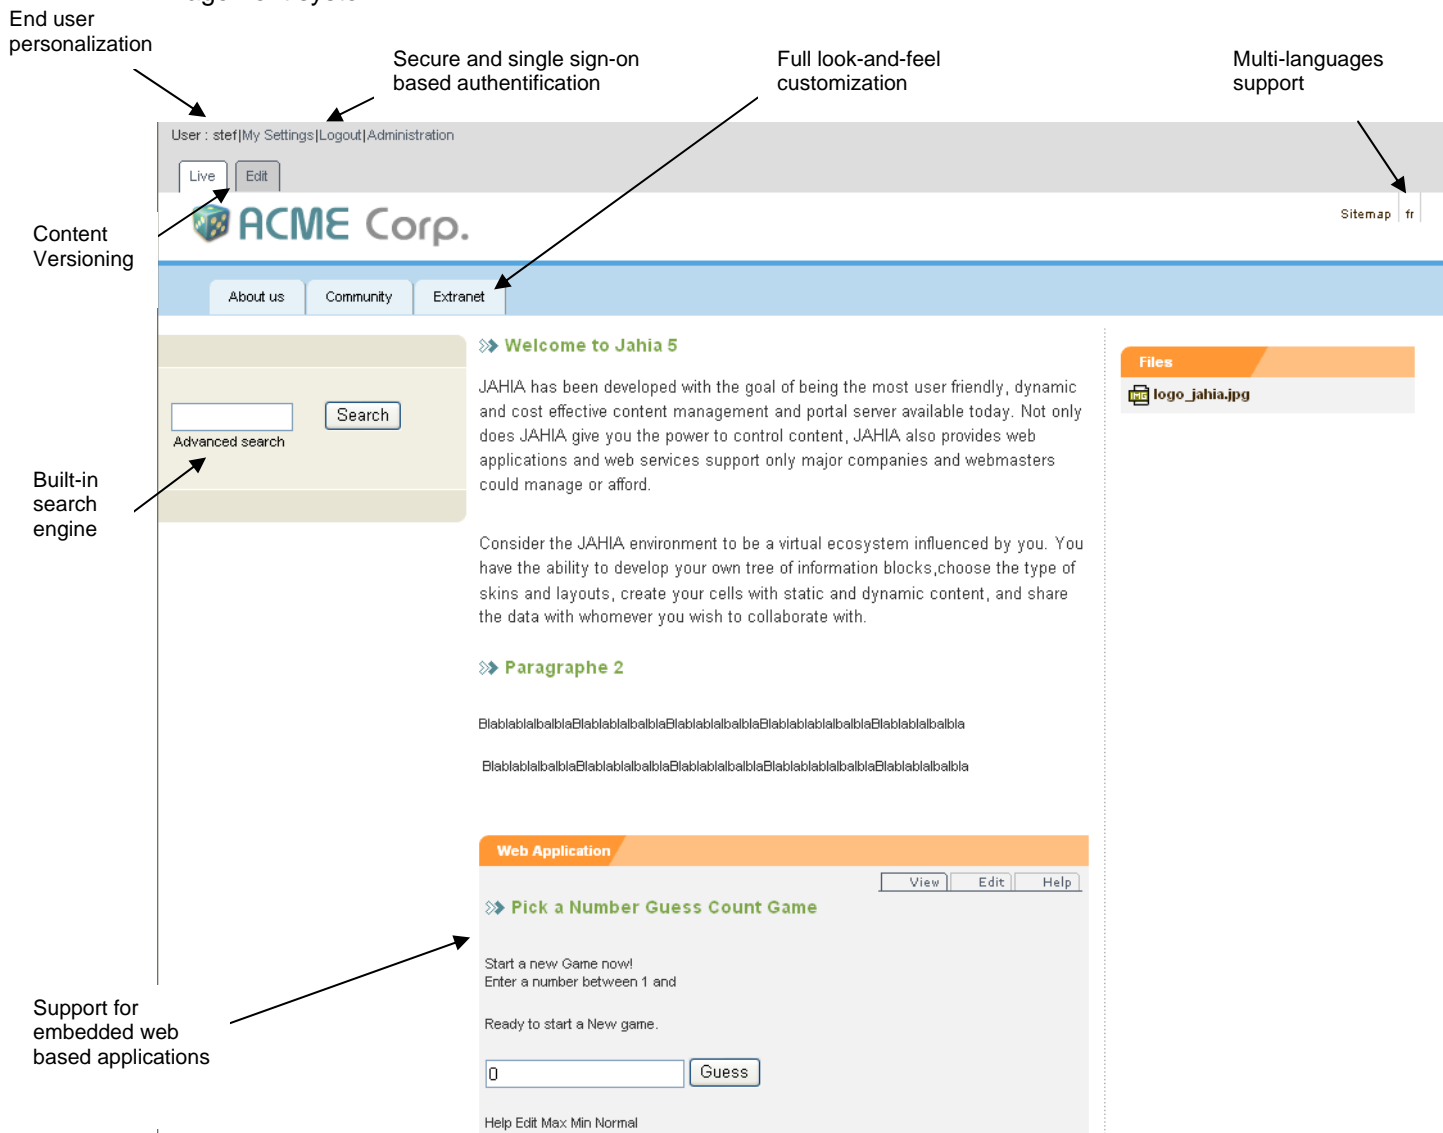 End user
personalization
Secure and single sign-on
based authentification
Full look-and-feel
customization
Multi-languages
support
User : stef|My Settings|Logout|Administration
Live
Edit
Content
Versioning
ACME Corp.
Sitemap
fr
About us
Community
Extranet
Welcome to Jahia 5
JAHIA has been developed with the goal of being the most user friendly, dynamic
and cost effective content management and portal server available today. Not only
does JAHIA give you the power to control content, JAHIA also provides web
applications and web services support only major companies and webmasters
could manage or afford.
Files
IMG logo_jahia.jpg
Search
Advanced search
Built-in
search
engine
Consider the JAHIA environment to be a virtual ecosystem influenced by you. You
have the ability to develop your own tree of information blocks,choose the type of
skins and layouts, create your cells with static and dynamic content, and share
the data with whomever you wish to collaborate with.
Paragraphe 2
BlablablalbalblaBlablablalbalblaBlablablalbalblaBlablablablalbalblaBlablablalbalbla
BlablablalbalblaBlablablalbalblaBlablablalbalblaBlablablablalbalblaBlablablalbalbla
Web Application
View
Edit
Help
Pick a Number Guess Count Game
Start a new Game now!
Enter a number between 1 and
Ready to start a New game.
Support for
embedded web
based applications
0
Guess
Help Edit Max Min Normal